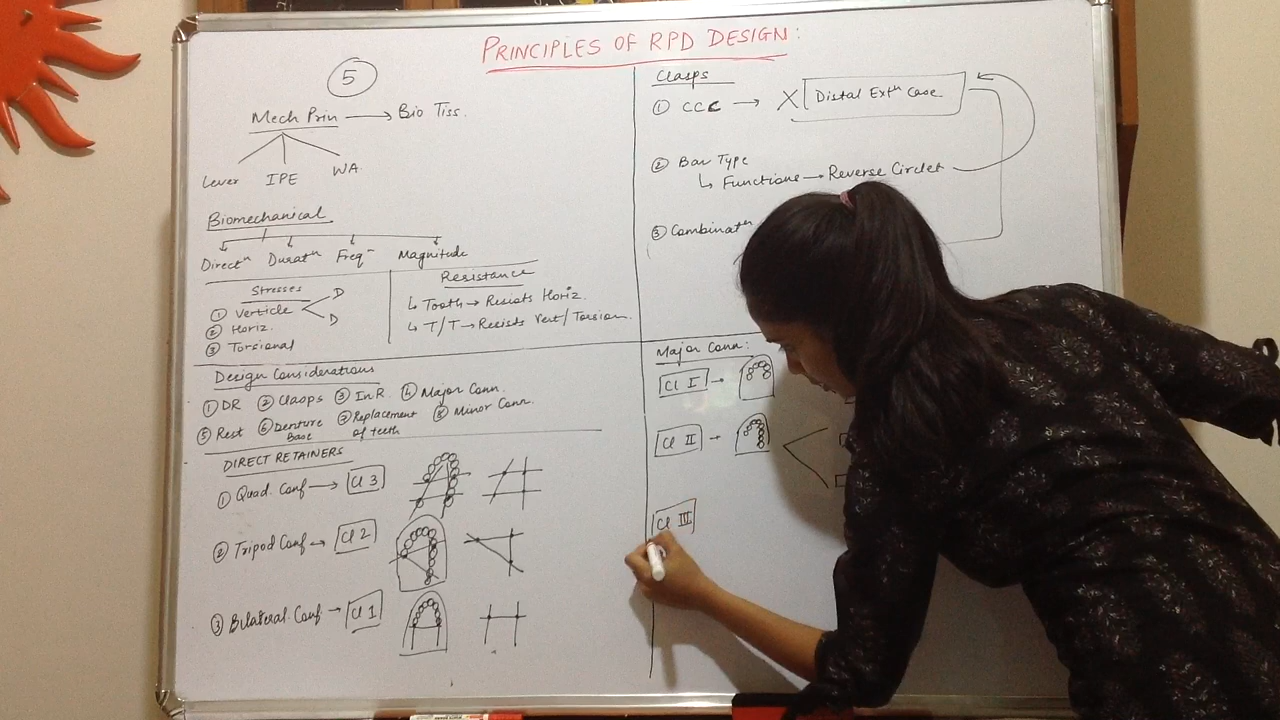 PRINCIPLES OF RPD DESIGN:
5
Mech Prin → Bio Tiss.
Lever IPE WA
Biomechanical
Directⁿ Duratⁿ Freqⁿ Magnitude
Stresses
① Verticle D
D
② Horiz.
③ Torsional
Resistance
↳ Tooth → Resists Horiz.
↳ T/T → Resists Vert/Torsion.
Design Considerations
① DR ② Clasps ③ In R. ④ Major Conn.
⑤ Rest ⑥ Denture Base ⑦ Replacement of teeth ⑧ Minor Conn.
DIRECT RETAINERS
① Quad. Conf → Cl 3
② Tripod Conf → Cl 2
③ Bilateral Conf → Cl 1
Clasps
① CCC → X Distal Extⁿ Case
② Bar Type
↳ Functions → Reverse Circlet
③ Combinatⁿ
Major Conn:
Cl I →
Cl II →
Cl III